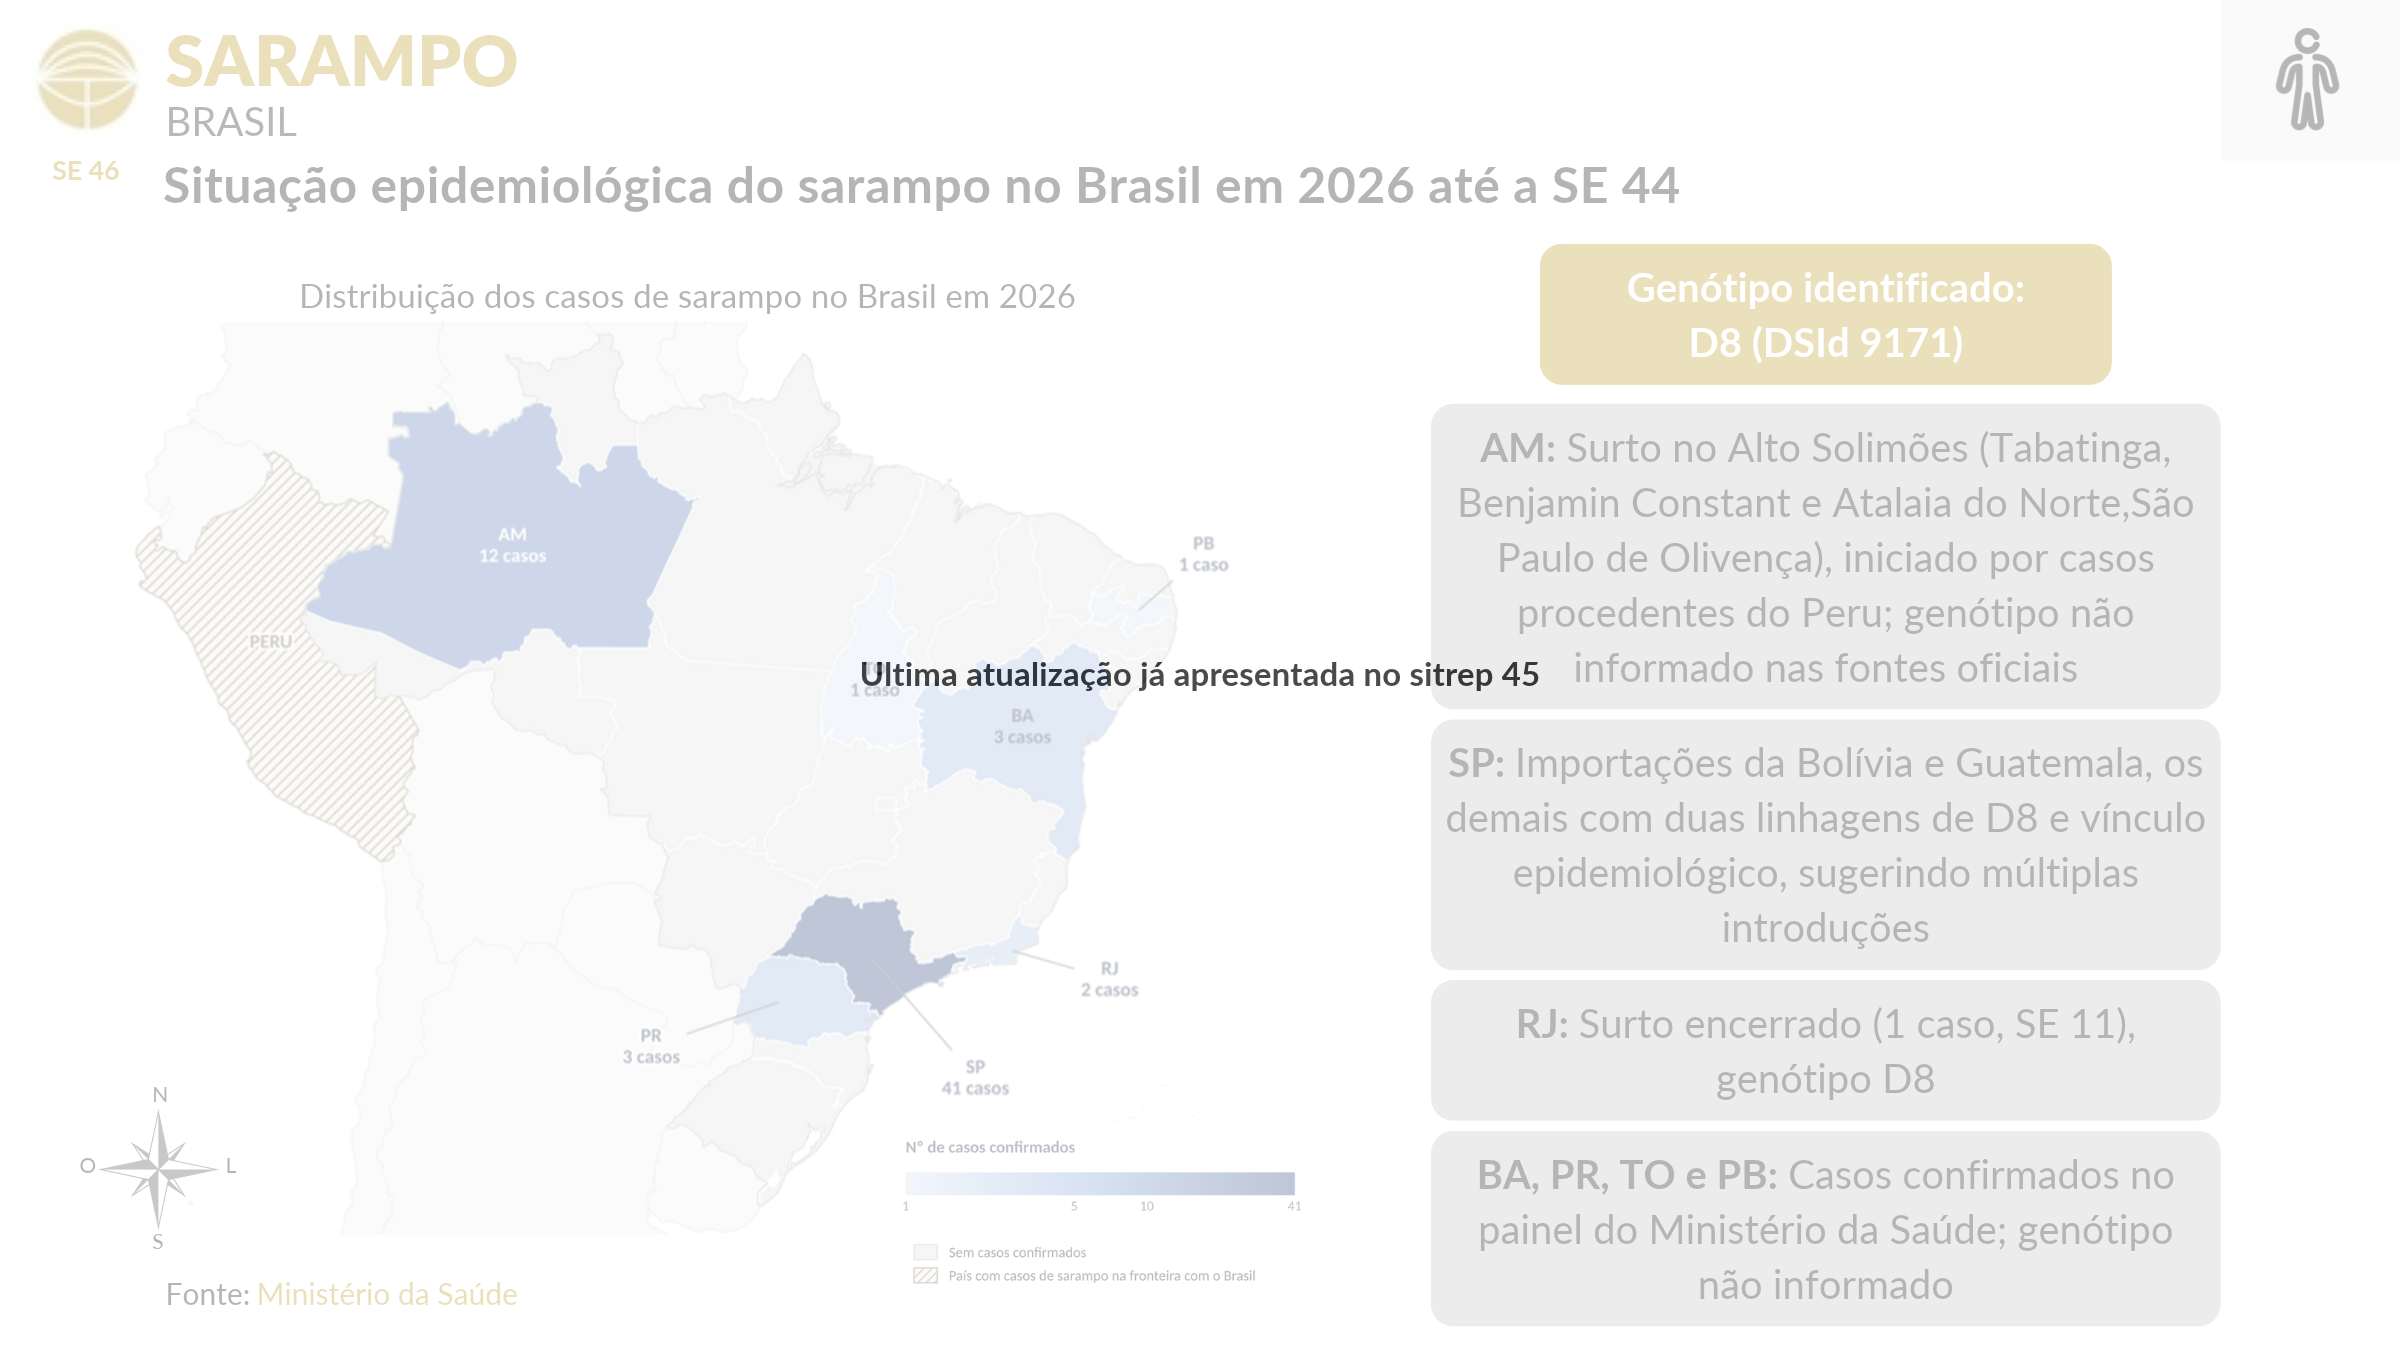 SARAMPO
BRASIL
SE 46
Situação epidemiológica do sarampo no Brasil em 2026 até a SE 44
Distribuição dos casos de sarampo no Brasil em 2026
AM
12 casos
PERU
PB
1 caso
TO
1 caso
BA
3 casos
RJ
2 casos
PR
3 casos
SP
41 casos
Nº de casos confirmados
1 5 10 41
Sem casos confirmados
País com casos de sarampo na fronteira com o Brasil
N
O L
S
Fonte: Ministério da Saúde
Ultima atualização já apresentada no sitrep 45
Genótipo identificado:
D8 (DSId 9171)
AM: Surto no Alto Solimões (Tabatinga,
Benjamin Constant e Atalaia do Norte,São
Paulo de Olivença), iniciado por casos
procedentes do Peru; genótipo não
informado nas fontes oficiais
SP: Importações da Bolívia e Guatemala, os
demais com duas linhagens de D8 e vínculo
epidemiológico, sugerindo múltiplas
introduções
RJ: Surto encerrado (1 caso, SE 11),
genótipo D8
BA, PR, TO e PB: Casos confirmados no
painel do Ministério da Saúde; genótipo
não informado